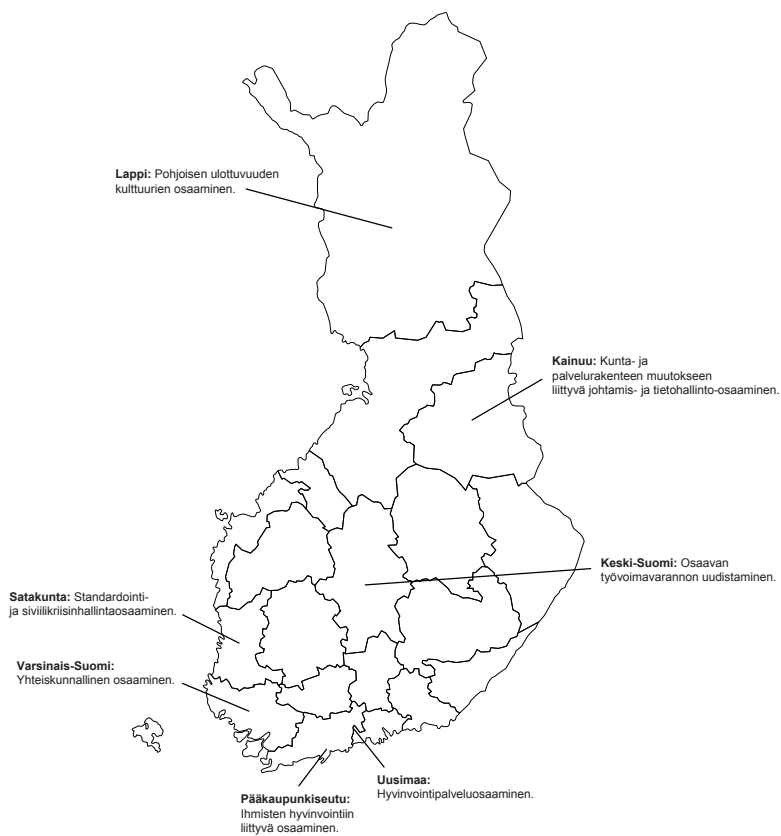 Lappi: Pohjoisen ulottuvuuden
kulttuurien osaaminen.
Kainuu: Kunta- ja
palvelurakenteen muutokseen
liittyvä johtamis- ja tietohallinto-osaaminen.
Keski-Suomi: Osaavan
työvoimavarannon uudistaminen.
Satakunta: Standardointi-
ja siviilikriisinhallintaosaaminen.
Varsinais-Suomi:
Yhteiskunnallinen osaaminen.
Uusimaa:
Hyvinvointipalveluosaaminen.
Pääkaupunkiseutu:
Ihmisten hyvinvointiin
liittyvä osaaminen.